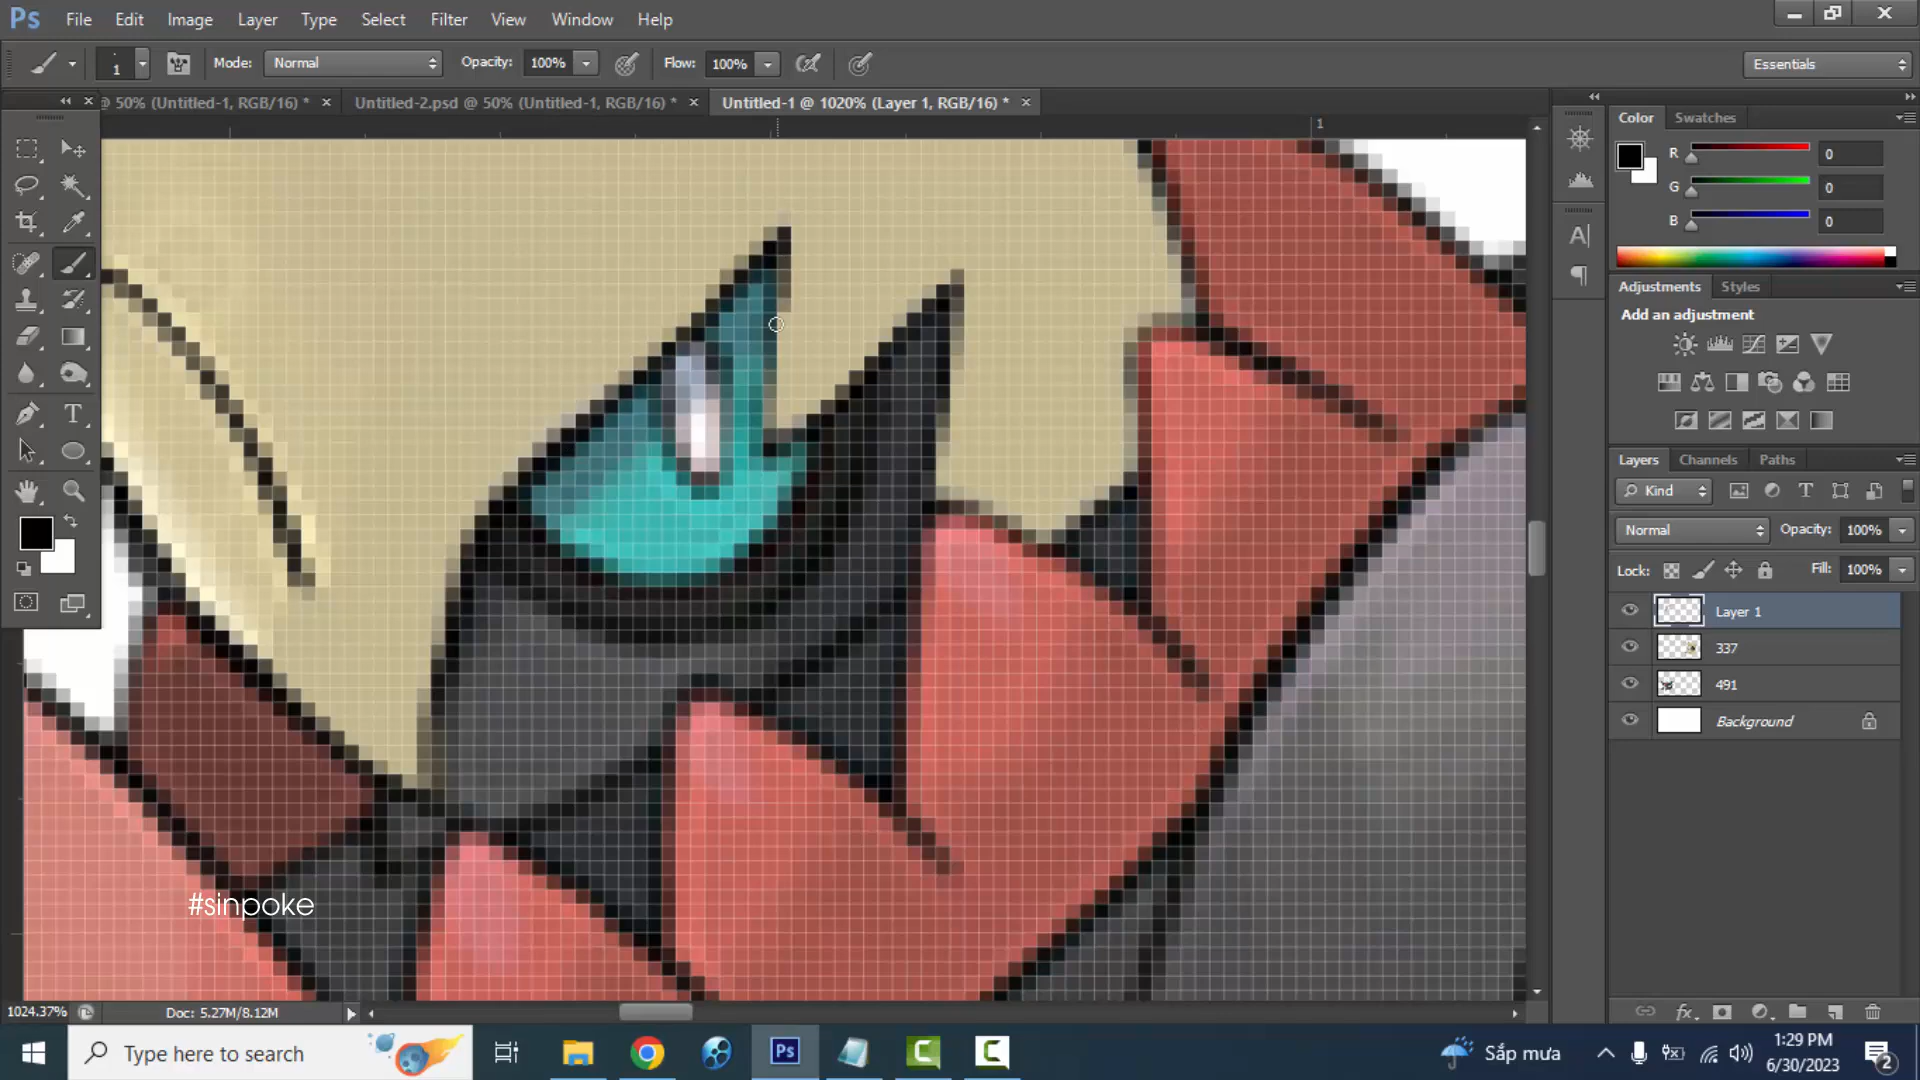 Ps File Edit Image Layer Type Select Filter View Window Help
1 Mode: Normal Opacity: 100% Flow: 100% Essentials
@ 50% (Untitled-1, RGB/16) * × Untitled-2.psd @ 50% (Untitled-1, RGB/16) * × Untitled-1 @ 1020% (Layer 1, RGB/16) * ×
1
Color Swatches
R 0
G 0
B 0
Adjustments Styles
Add an adjustment
Layers Channels Paths
Kind
Normal Opacity: 100%
Lock: Fill: 100%
Layer 1
337
491
Background
#sinpoke
1024.37% Doc: 5.27M/8.12M
Type here to search
Sắp mưa
1:29 PM
6/30/2023
2